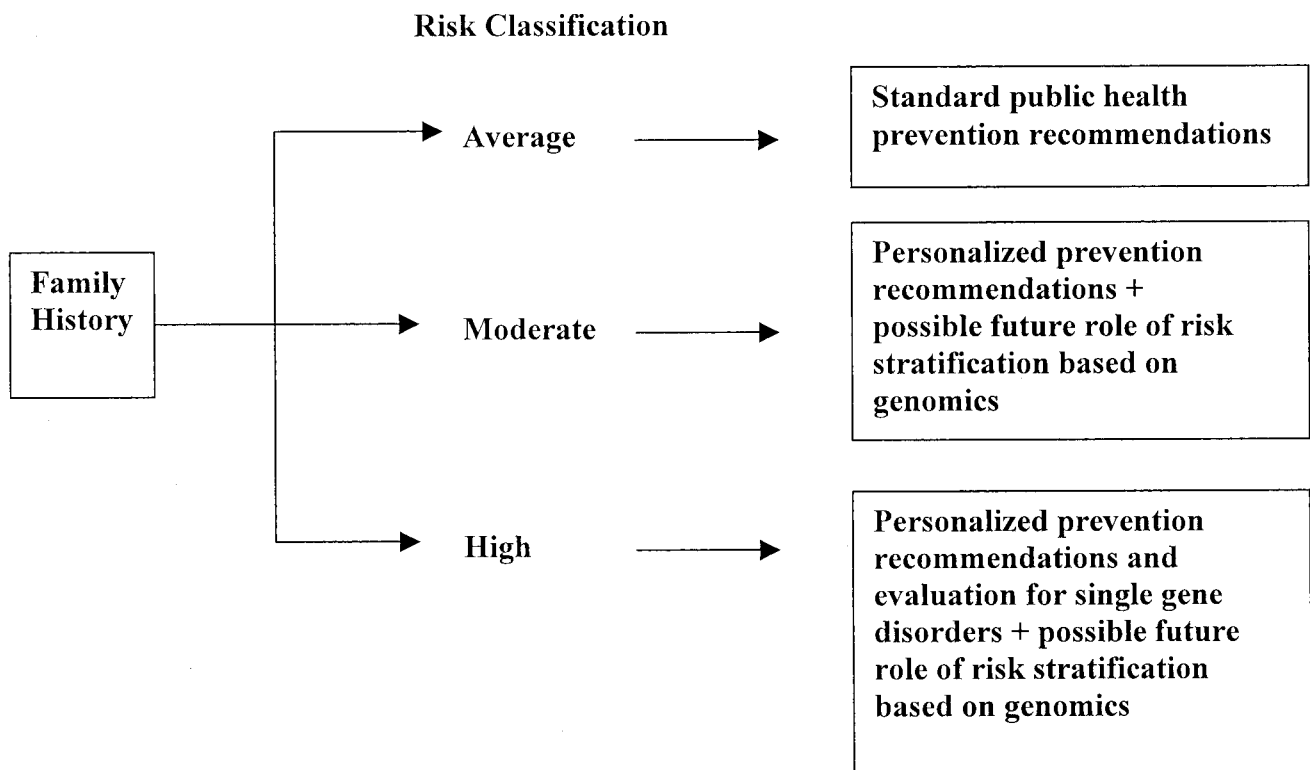 Risk Classification
Family
History
Average
Standard public health
prevention recommendations
Moderate
Personalized prevention
recommendations +
possible future role of risk
stratification based on
genomics
High
Personalized prevention
recommendations and
evaluation for single gene
disorders + possible future
role of risk stratification
based on genomics